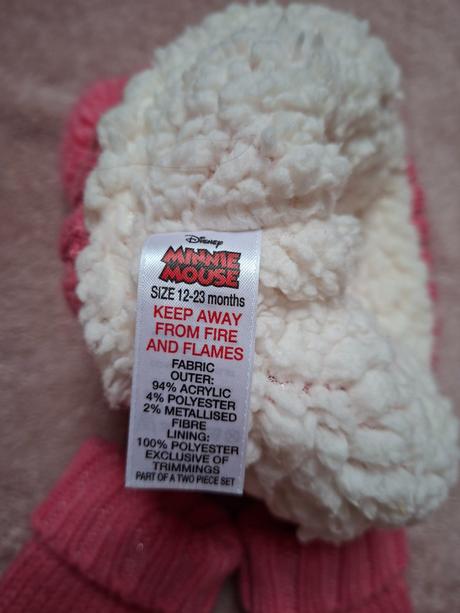 Disney
MINNIE
MOUSE
SIZE 12-23 months
KEEP AWAY
FROM FIRE
AND FLAMES
FABRIC
OUTER:
94% ACRYLIC
4% POLYESTER
2% METALLISED
FIBRE
LINING:
100% POLYESTER
EXCLUSIVE OF
TRIMMINGS
PART OF A TWO PIECE SET